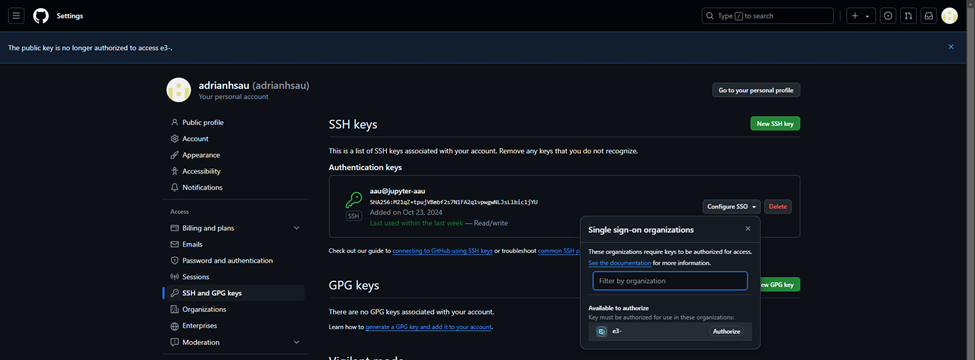 Settings
Type / to search
The public key is no longer authorized to access e3-.
adrianhsau (adrianhsau)
Your personal account
Go to your personal profile
Public profile
Account
Appearance
Accessibility
Notifications
Access
Billing and plans
Emails
Password and authentication
Sessions
SSH and GPG keys
Organizations
Enterprises
Moderation
SSH keys
New SSH key
This is a list of SSH keys associated with your account. Remove any keys that you do not recognize.
Authentication keys
SSH
aau@jupyter-aau
SHA256:M21qZ+tpujVBmbf2s7N1FA2q1vpwgwNLJsL1bic1jYU
Added on Oct 23, 2024
Last used within the last week — Read/write
Configure SSO
Delete
Check out our guide to connecting to GitHub using SSH keys or troubleshoot common SSH
GPG keys
New GPG key
There are no GPG keys associated with your account.
Learn how to generate a GPG key and add it to your account.
Single sign-on organizations
These organizations require keys to be authorized for access.
See the documentation for more information.
Filter by organization
Available to authorize
Key must be authorized for use in these organizations:
e3-
Authorize
Vigilant mode